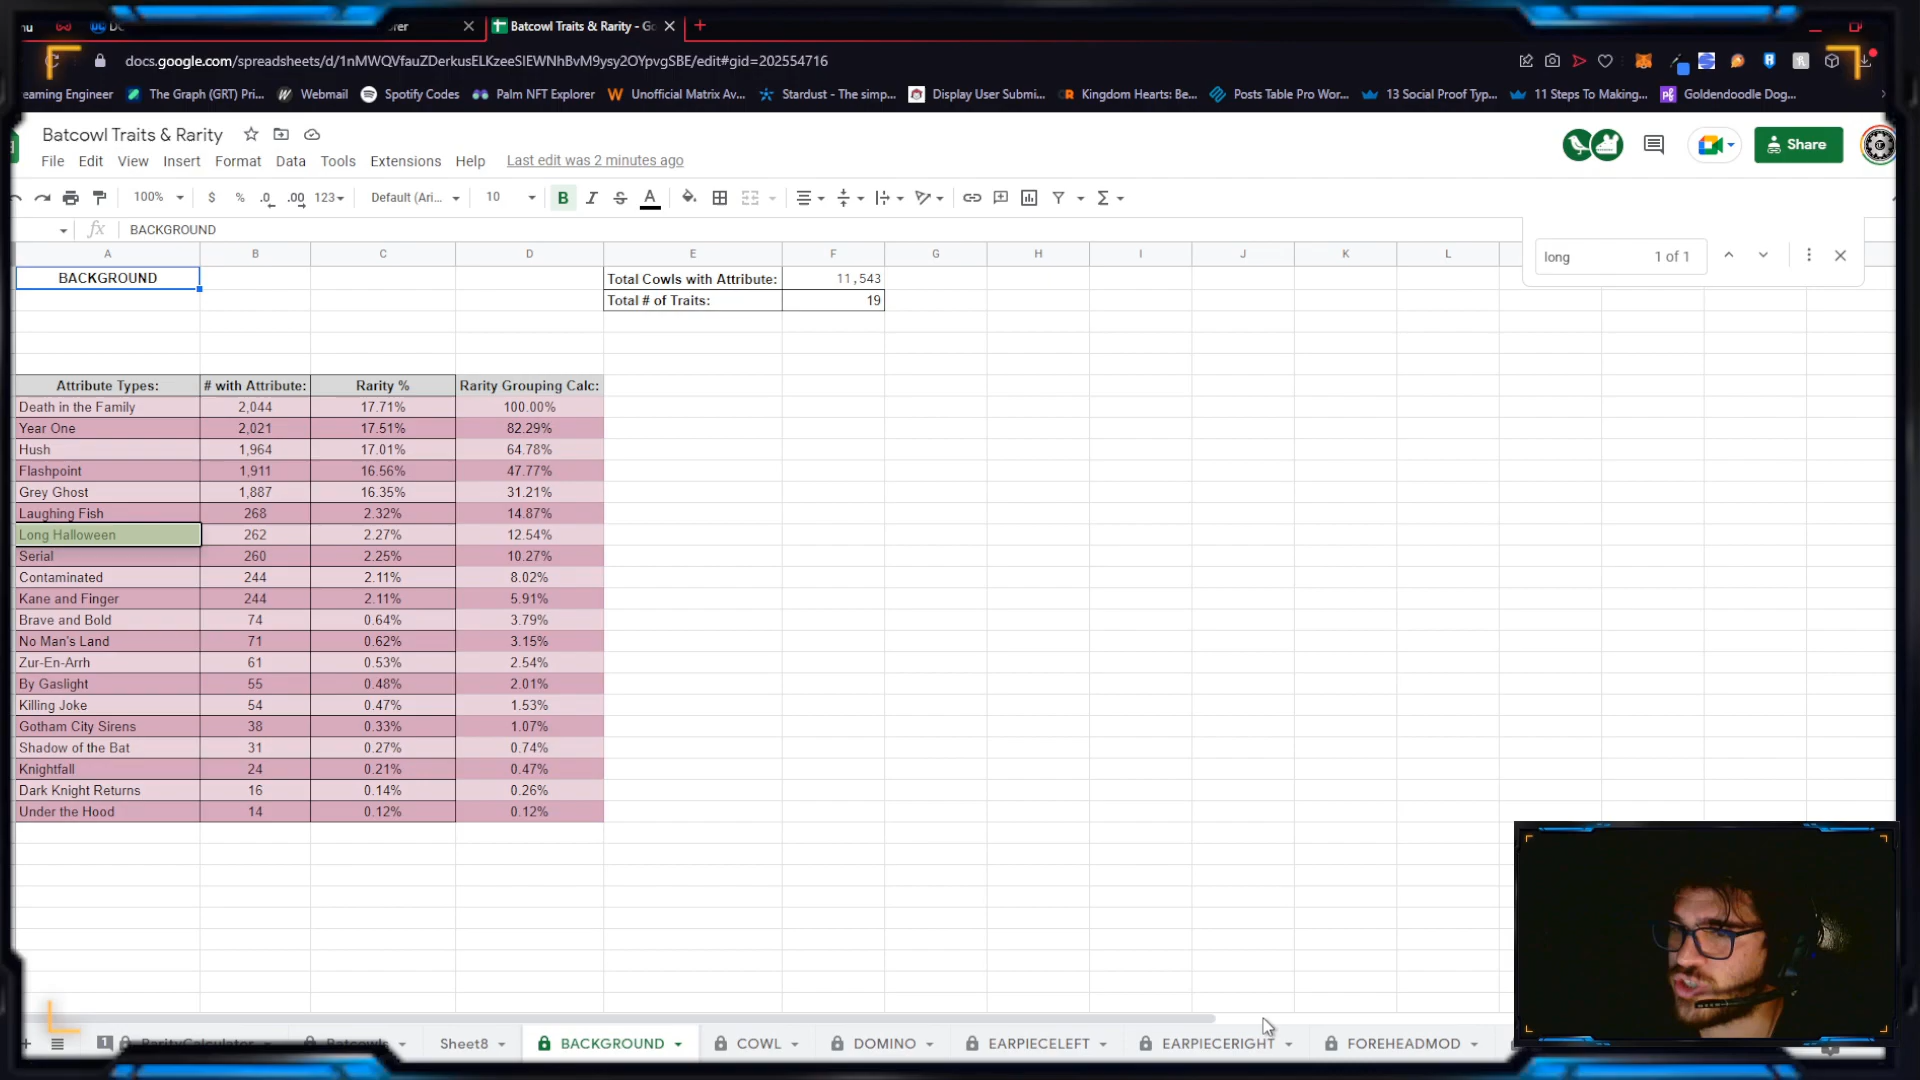 rer
Batcowl Traits & Rarity - Go
docs.google.com/spreadsheets/d/1nMWQVfauZDerkusELKzeeSIEWNhBvM9ysy2OYpvgSBE/edit#gid=202554716
eaming Engineer The Graph (GRT) Pri... Webmail Spotify Codes Palm NFT Explorer Unofficial Matrix Av... Stardust - The simp... Display User Submi... Kingdom Hearts: Be... Posts Table Pro Wor... 13 Social Proof Typ... 11 Steps To Making... Goldendoodle Dog...
Batcowl Traits & Rarity
Share
File Edit View Insert Format Data Tools Extensions Help Last edit was 2 minutes ago
100% $ % .0 .00 123 Default (Ari... 10 B I S A
fx BACKGROUND
long 1 of 1
A B C D E F G H I J K L
BACKGROUND Total Cowls with Attribute: 11,543
Total # of Traits: 19
Attribute Types: # with Attribute: Rarity % Rarity Grouping Calc:
Death in the Family 2,044 17.71% 100.00%
Year One 2,021 17.51% 82.29%
Hush 1,964 17.01% 64.78%
Flashpoint 1,911 16.56% 47.77%
Grey Ghost 1,887 16.35% 31.21%
Laughing Fish 268 2.32% 14.87%
Long Halloween 262 2.27% 12.54%
Serial 260 2.25% 10.27%
Contaminated 244 2.11% 8.02%
Kane and Finger 244 2.11% 5.91%
Brave and Bold 74 0.64% 3.79%
No Man's Land 71 0.62% 3.15%
Zur-En-Arrh 61 0.53% 2.54%
By Gaslight 55 0.48% 2.01%
Killing Joke 54 0.47% 1.53%
Gotham City Sirens 38 0.33% 1.07%
Shadow of the Bat 31 0.27% 0.74%
Knightfall 24 0.21% 0.47%
Dark Knight Returns 16 0.14% 0.26%
Under the Hood 14 0.12% 0.12%
1 RarityCalculator Batcowls Sheet8 BACKGROUND COWL DOMINO EARPIECELEFT EARPIECERIGHT FOREHEADMOD